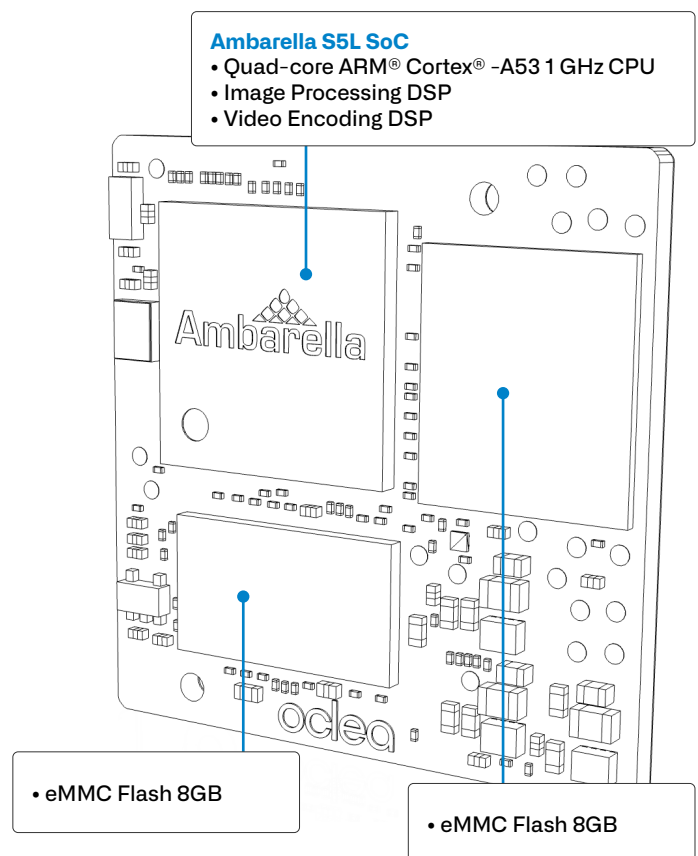 Ambarella S5L SoC
• Quad-core ARM® Cortex® -A53 1 GHz CPU
• Image Processing DSP
• Video Encoding DSP
Ambarella
oclea
• eMMC Flash 8GB
• eMMC Flash 8GB